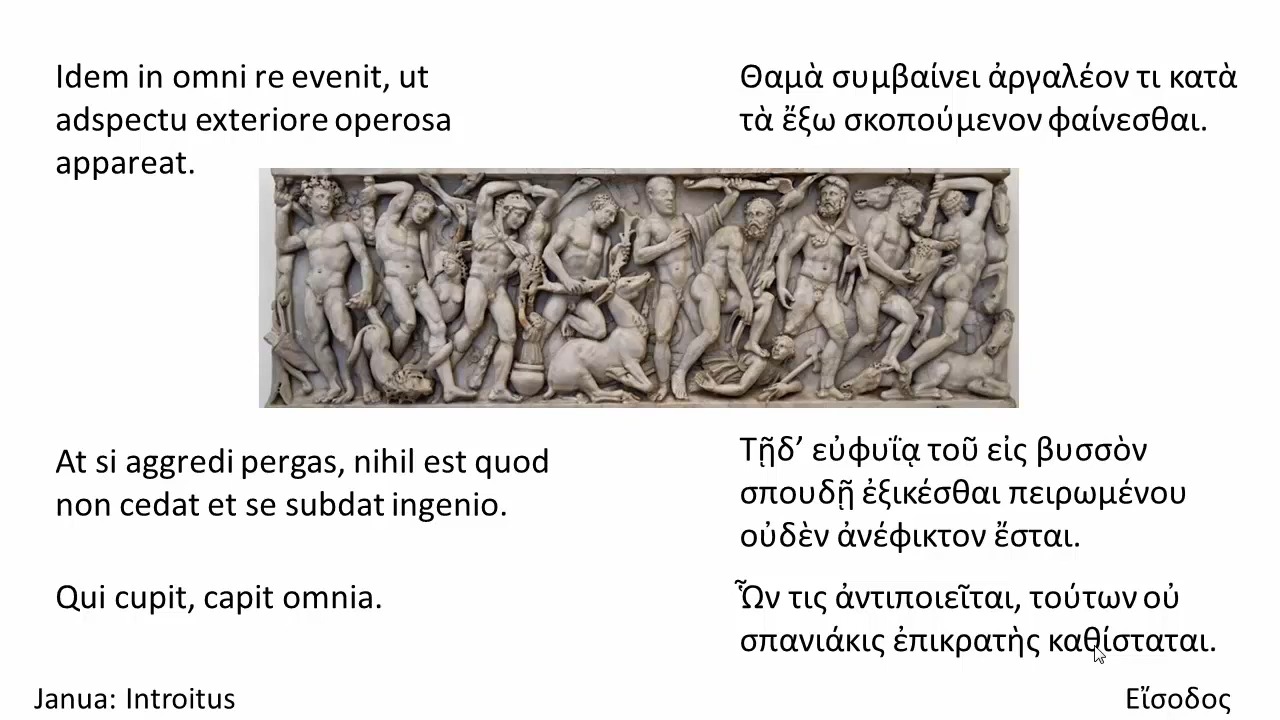 Idem in omni re evenit, ut
adspectu exteriore operosa
appareat.
Θαμὰ συμβαίνει ἀργαλέον τι κατὰ
τὰ ἔξω σκοπούμενον φαίνεσθαι.
At si aggredi pergas, nihil est quod
non cedat et se subdat ingenio.
Τῇδ’ εὐφυΐᾳ τοῦ εἰς βυσσὸν
σπουδῇ ἐξικέσθαι πειρωμένου
οὐδὲν ἀνέφικτον ἔσται.
Qui cupit, capit omnia.
Ὧν τις ἀντιποιεῖται, τούτων οὐ
σπανιάκις ἐπικρατὴς καθίσταται.
Janua: Introitus
Εἴσοδος